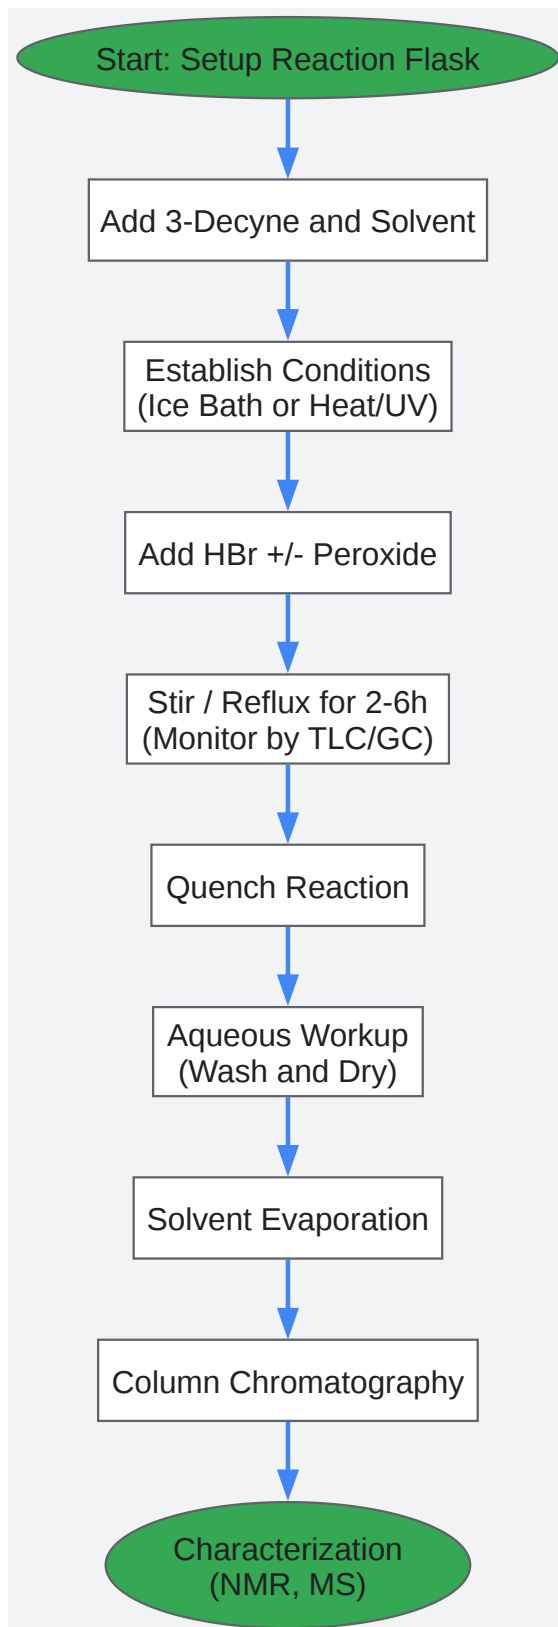 Start: Setup Reaction Flask
Add 3-Decyne and Solvent
Establish Conditions
(Ice Bath or Heat/UV)
Add HBr +/- Peroxide
Stir / Reflux for 2-6h
(Monitor by TLC/GC)
Quench Reaction
Aqueous Workup
(Wash and Dry)
Solvent Evaporation
Column Chromatography
Characterization
(NMR, MS)